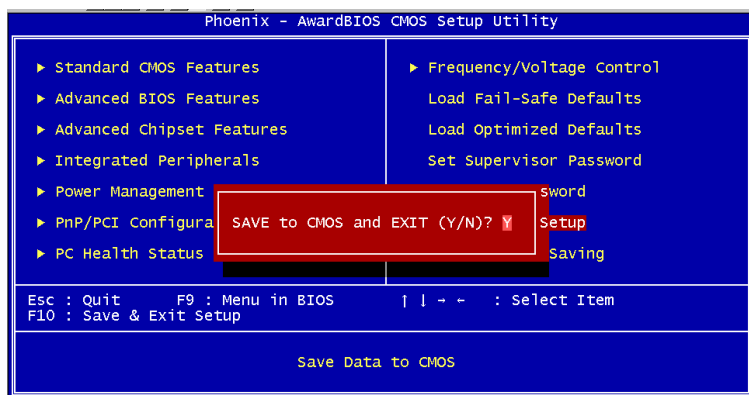 Phoenix - AwardBIOS CMOS Setup Utility
► Standard CMOS Features
► Advanced BIOS Features
► Advanced Chipset Features
► Integrated Peripherals
► Power Management
► PnP/PCI Configura
► PC Health Status
► Frequency/Voltage Control
Load Fail-Safe Defaults
Load Optimized Defaults
Set Supervisor Password
sword
Setup
Saving
SAVE to CMOS and EXIT (Y/N)? Y
Esc : Quit F9 : Menu in BIOS ↑ ↓ → ← : Select Item
F10 : Save & Exit Setup
Save Data to CMOS